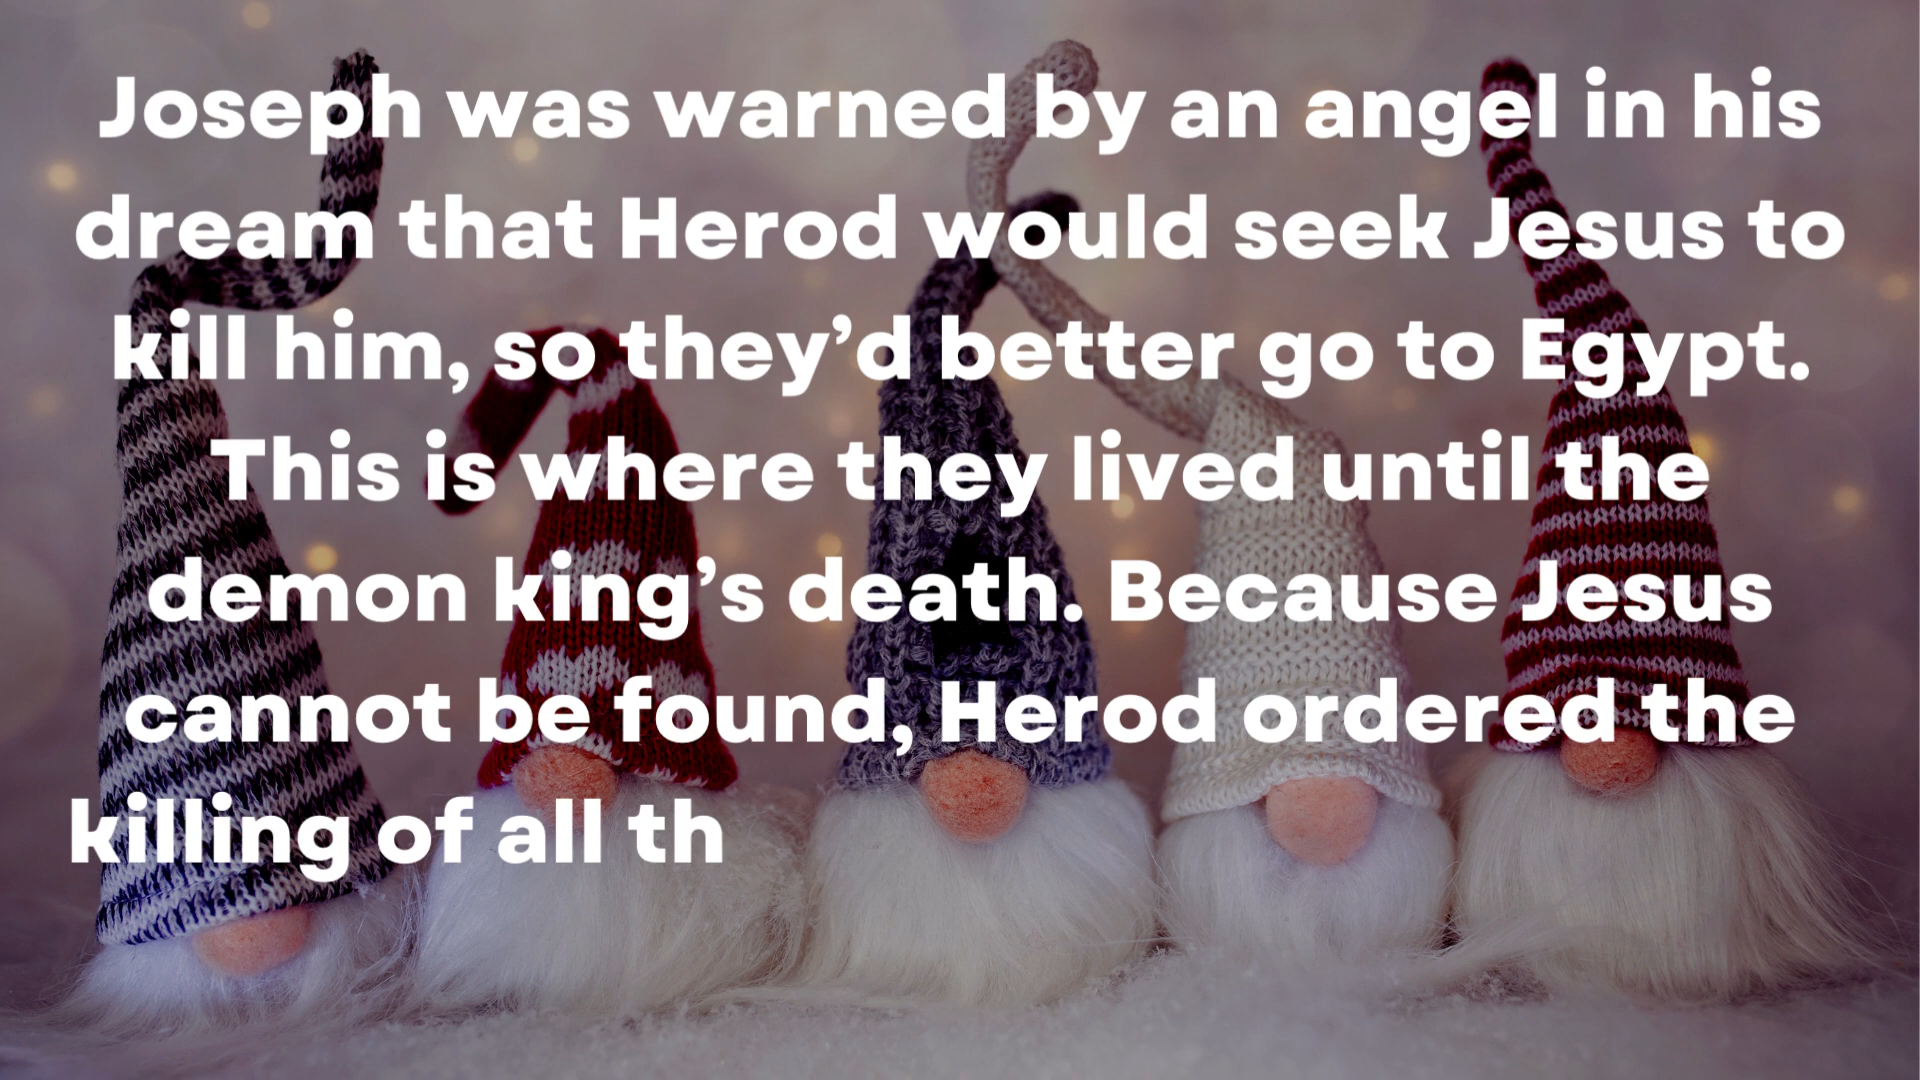 Joseph was warned by an angel in his
dream that Herod would seek Jesus to
kill him, so they’d better go to Egypt.
This is where they lived until the
demon king’s death. Because Jesus
cannot be found, Herod ordered the
killing of all th